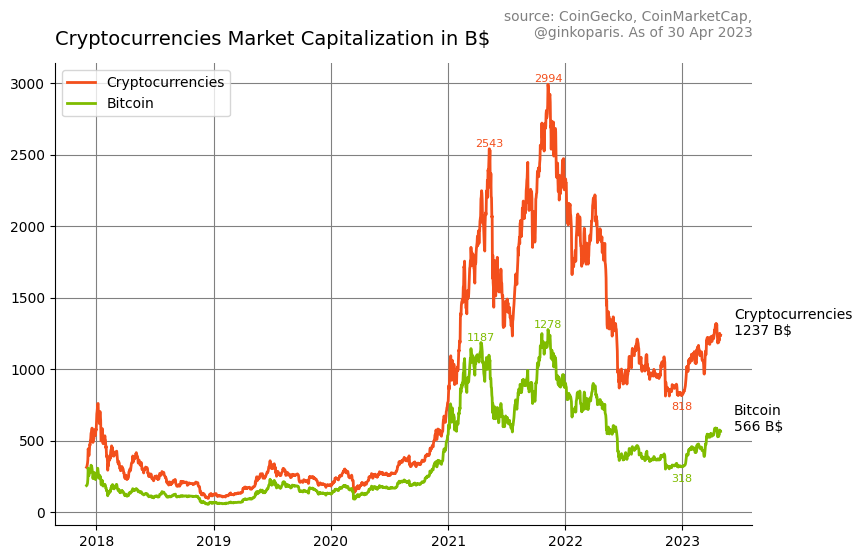 source: CoinGecko, CoinMarketCap,
@ginkoparis. As of 30 Apr 2023
Cryptocurrencies Market Capitalization in B$
Cryptocurrencies
Bitcoin
3000
2500
2000
1500
1000
500
0
2994
2543
1278
1187
818
318
Cryptocurrencies
1237 B$
Bitcoin
566 B$
2018 2019 2020 2021 2022 2023